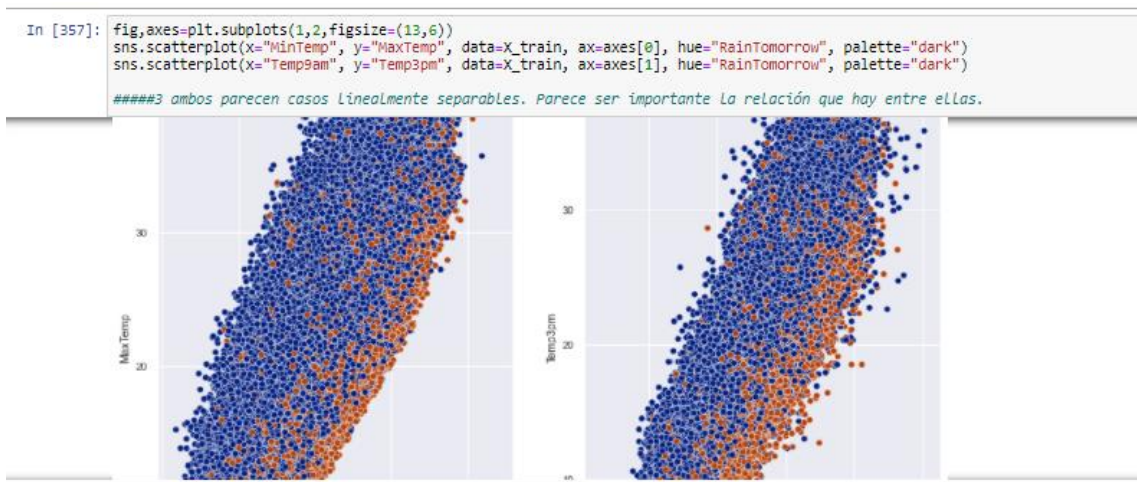 In [357]: fig,axes=plt.subplots(1,2,figsize=(13,6))
sns.scatterplot(x="MinTemp", y="MaxTemp", data=X_train, ax=axes[0], hue="RainTomorrow", palette="dark")
sns.scatterplot(x="Temp9am", y="Temp3pm", data=X_train, ax=axes[1], hue="RainTomorrow", palette="dark")
#####3 ambos parecen casos linealmente separables. Parece ser importante la relación que hay entre ellas.
30
MaxTemp
20
30
Temp3pm
20
10